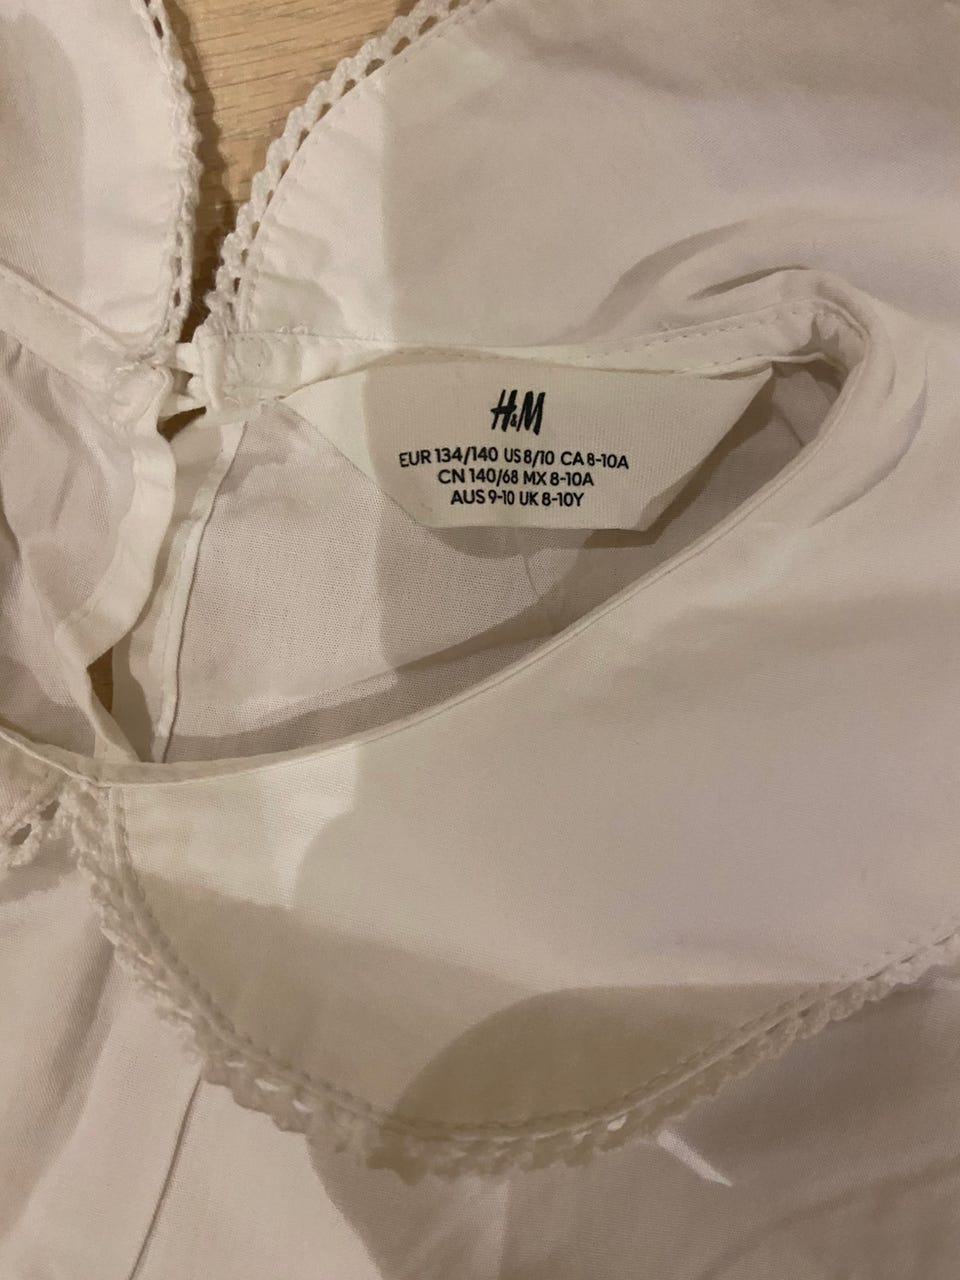 H&M
EUR 134/140 US 8/10 CA 8-10A
CN 140/68 MX 8-10A
AUS 9-10 UK 8-10Y